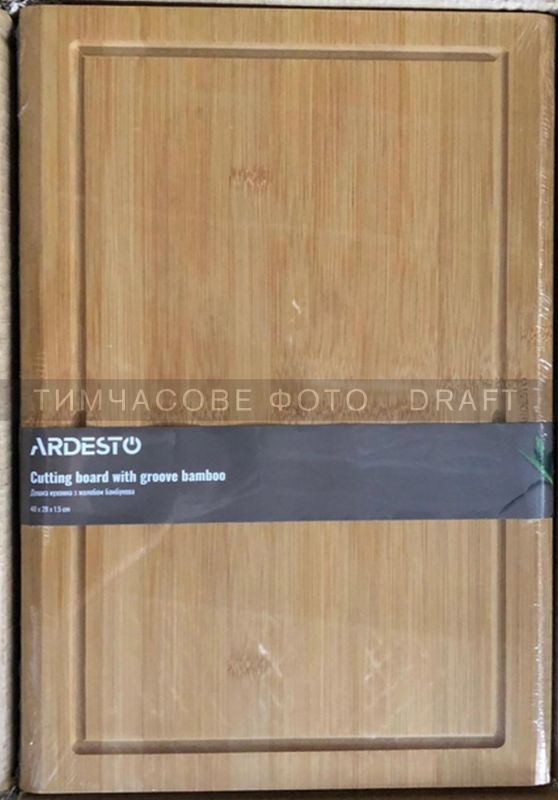 ТИМЧАСОВЕ ФОТО DRAFT
ARDESTO
Cutting board with groove bamboo
Дошка кухонна з жолобом бамбукова
40 x 28 x 1.5 см